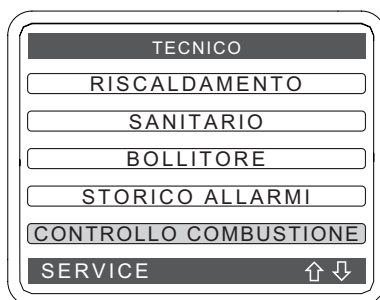 TECNICO
RISCALDAMENTO
SANITARIO
BOLLITORE
STORICO ALLARMI
CONTROLLO COMBUSTIONE
SERVICE